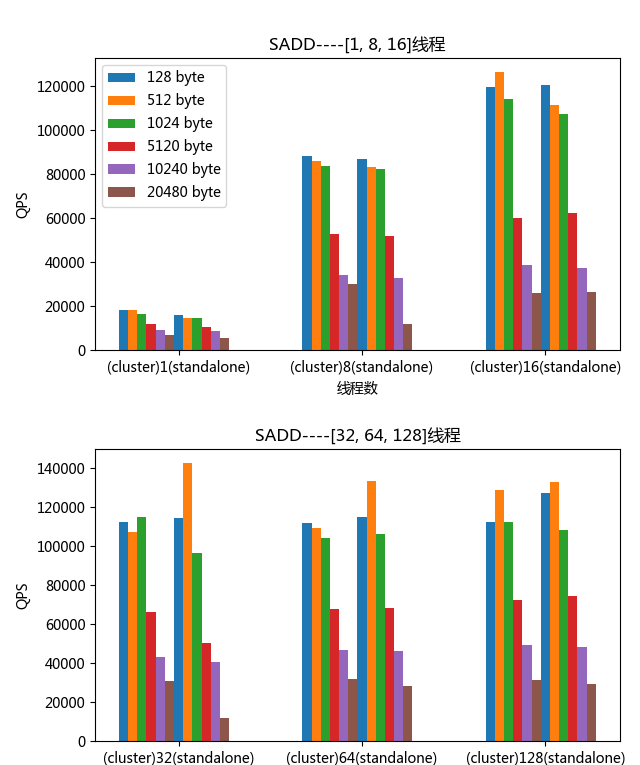 SADD----[1, 8, 16]线程
128 byte
512 byte
1024 byte
5120 byte
10240 byte
20480 byte
QPS
120000
100000
80000
60000
40000
20000
0
(cluster)1(standalone) (cluster)8(standalone) (cluster)16(standalone)
线程数
SADD----[32, 64, 128]线程
QPS
140000
120000
100000
80000
60000
40000
20000
0
(cluster)32(standalone) (cluster)64(standalone) (cluster)128(standalone)